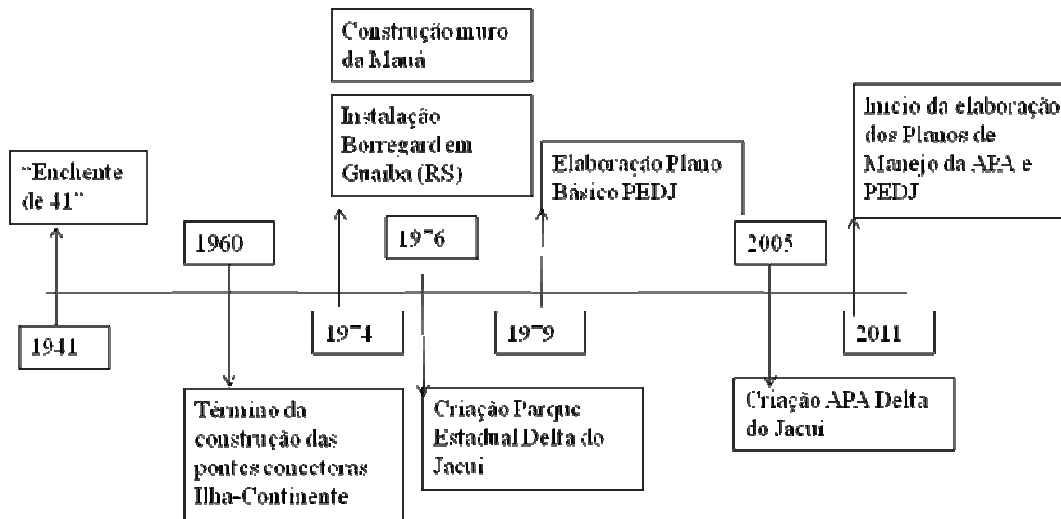 Construção muro
da Mauá
Instalação
Borregard em
Guaíba (RS)
Início da elaboração
dos Planos de
Manejo da APA e
PEDJ
"Enchente
de 41"
Elaboração Plano
Básico PEDJ
1960
1976
2005
1941
1974
1979
2011
Término da
construção das
pontes conectoras
Ilha-Continente
Criação Parque
Estadual Delta do
Jacuí
Criação APA Delta
do Jacuí